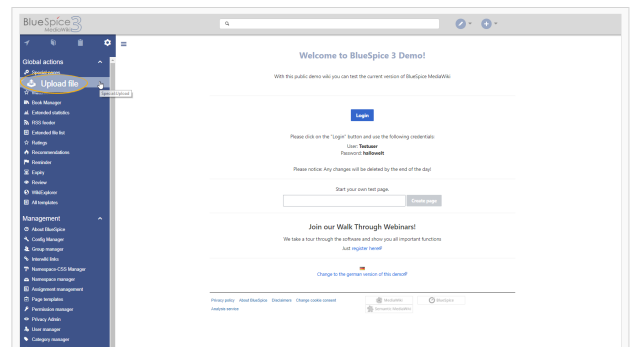 BlueSpice 3
MediaWiki
Global actions
Special pages
Upload file
Special:Upload
Book Manager
Extended statistics
RSS feeder
Extended file list
Ratings
Recommendations
Reminder
Expiry
Review
WikiExplorer
All templates
Management
About BlueSpice
Config Manager
Group manager
Interwiki links
Namespace-CSS Manager
Namespace manager
Assignment management
Page templates
Permission manager
Privacy Admin
User manager
Category manager
Welcome to BlueSpice 3 Demo!
With this public demo wiki you can test the current version of BlueSpice MediaWiki
Login
Please click on the "Login" button and use the following credentials:
User: Testuser
Password: hallowelt
Please notice: Any changes will be deleted by the end of the day!
Start your own test page.
Create page
Join our Walk Through Webinars!
We take a tour through the software and show you all important functions
Just register here!
Change to the german version of this demo
Privacy policy About BlueSpice Disclaimers Change cookie consent
Analysis service
MediaWiki
BlueSpice
Semantic MediaWiki